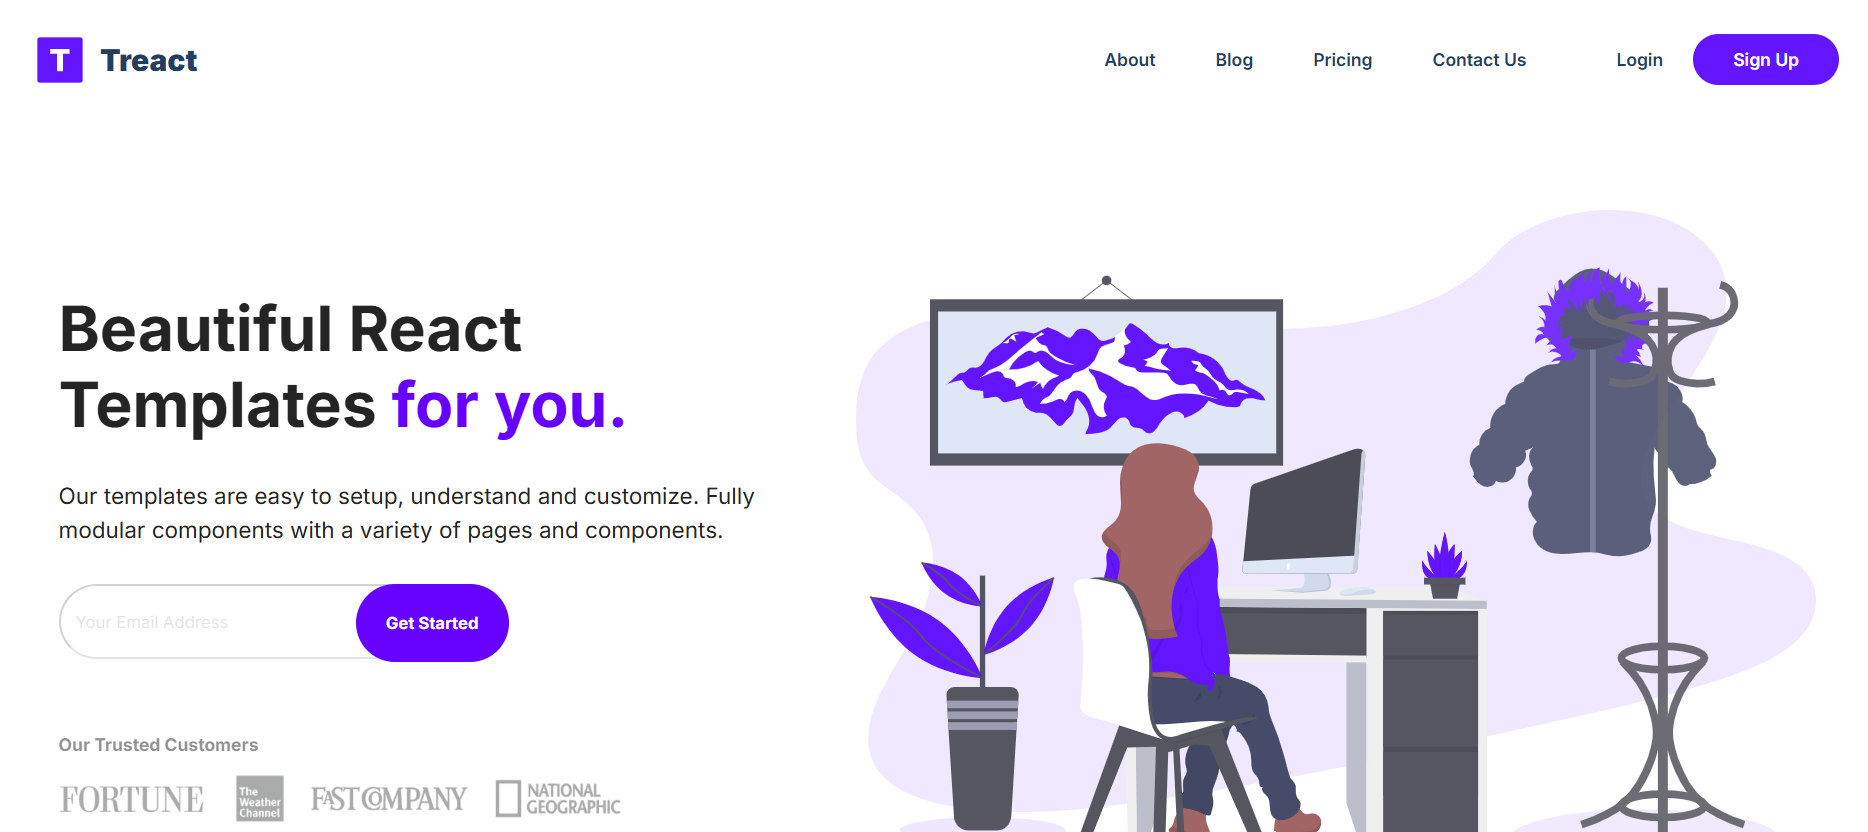 T Treact
About Blog Pricing Contact Us Login Sign Up
Beautiful React
Templates for you.
Our templates are easy to setup, understand and customize. Fully
modular components with a variety of pages and components.
Your Email Address
Get Started
Our Trusted Customers
FORTUNE
The
Weather
Channel
FAST COMPANY
NATIONAL
GEOGRAPHIC